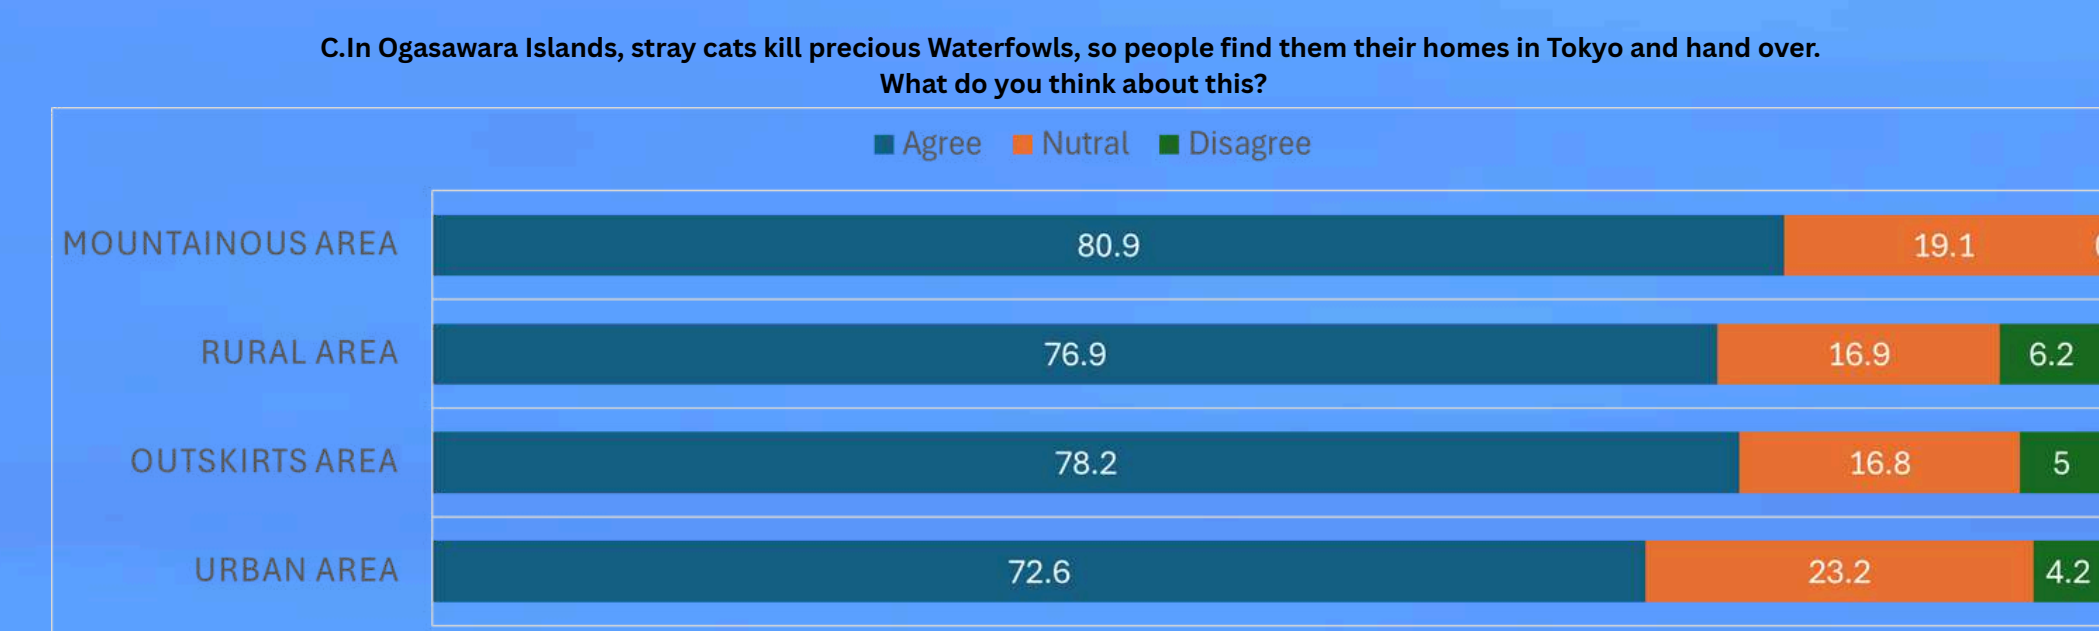 C.In Ogasawara Islands, stray cats kill precious Waterfowls, so people find them their homes in Tokyo and hand over.
What do you think about this?
Agree Nutral Disagree
MOUNTAINOUS AREA 80.9 19.1
RURAL AREA 76.9 16.9 6.2
OUTSKIRTS AREA 78.2 16.8 5
URBAN AREA 72.6 23.2 4.2